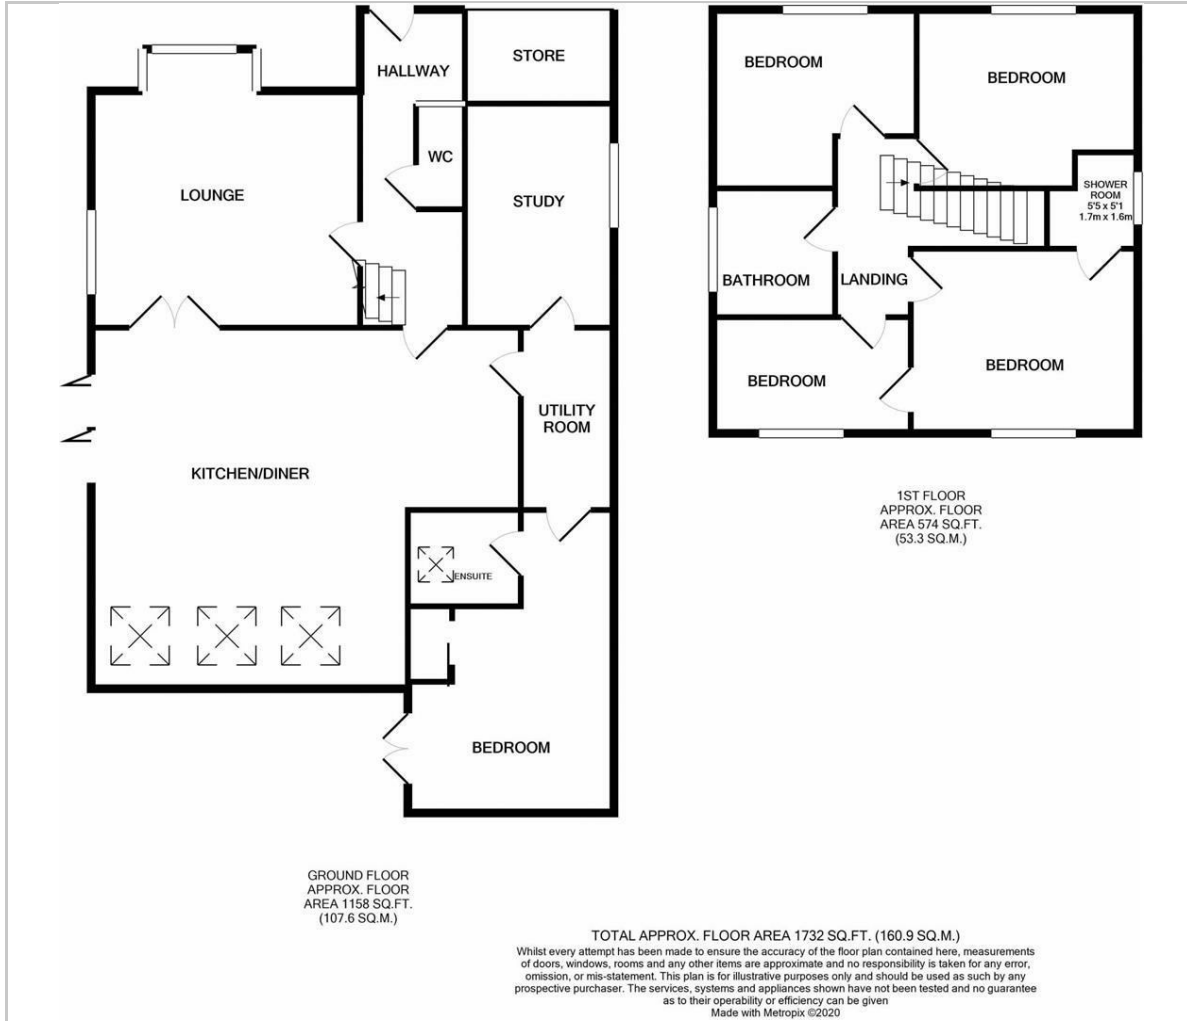 HALLWAY
STORE
LOUNGE
WC
STUDY
KITCHEN/DINER
UTILITY
ROOM
ENSUITE
BEDROOM
GROUND FLOOR
APPROX. FLOOR
AREA 1158 SQ.FT.
(107.6 SQ.M.)
BEDROOM
BEDROOM
SHOWER
ROOM
5'5 x 5'1
1.7m x 1.6m
BATHROOM
LANDING
BEDROOM
BEDROOM
1ST FLOOR
APPROX. FLOOR
AREA 574 SQ.FT.
(53.3 SQ.M.)
TOTAL APPROX. FLOOR AREA 1732 SQ.FT. (160.9 SQ.M.)
Whilst every attempt has been made to ensure the accuracy of the floor plan contained here, measurements
of doors, windows, rooms and any other items are approximate and no responsibility is taken for any error,
omission, or mis-statement. This plan is for illustrative purposes only and should be used as such by any
prospective purchaser. The services, systems and appliances shown have not been tested and no guarantee
as to their operability or efficiency can be given
Made with Metropix ©2020